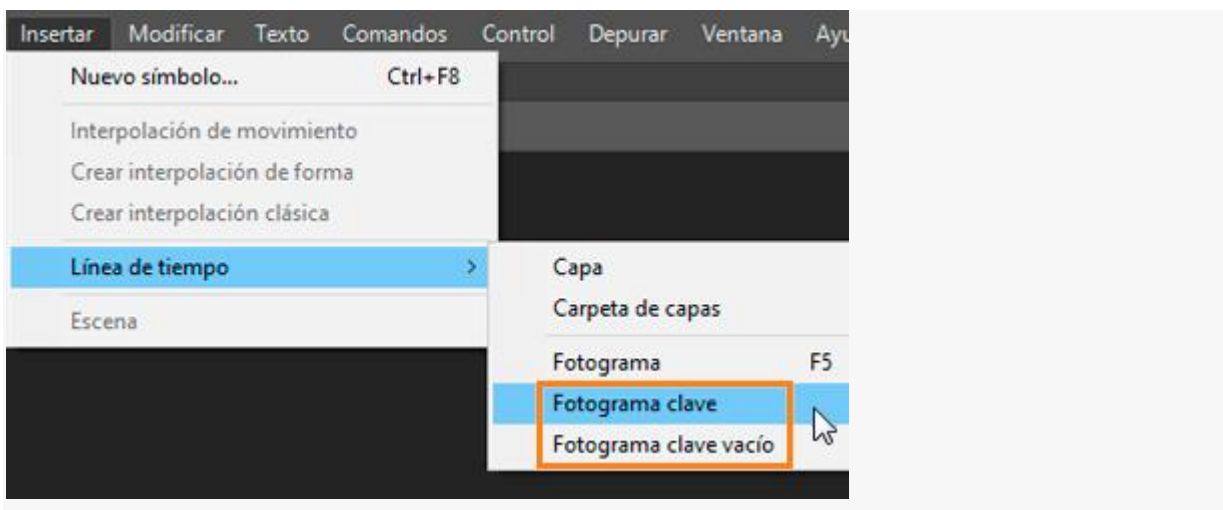 Insertar Modificar Texto Comandos Control Depurar Ventana
Nuevo símbolo... Ctrl+F8
Interpolación de movimiento
Crear interpolación de forma
Crear interpolación clásica
Línea de tiempo >
Escena
Capa
Carpeta de capas
Fotograma F5
Fotograma clave
Fotograma clave vacío